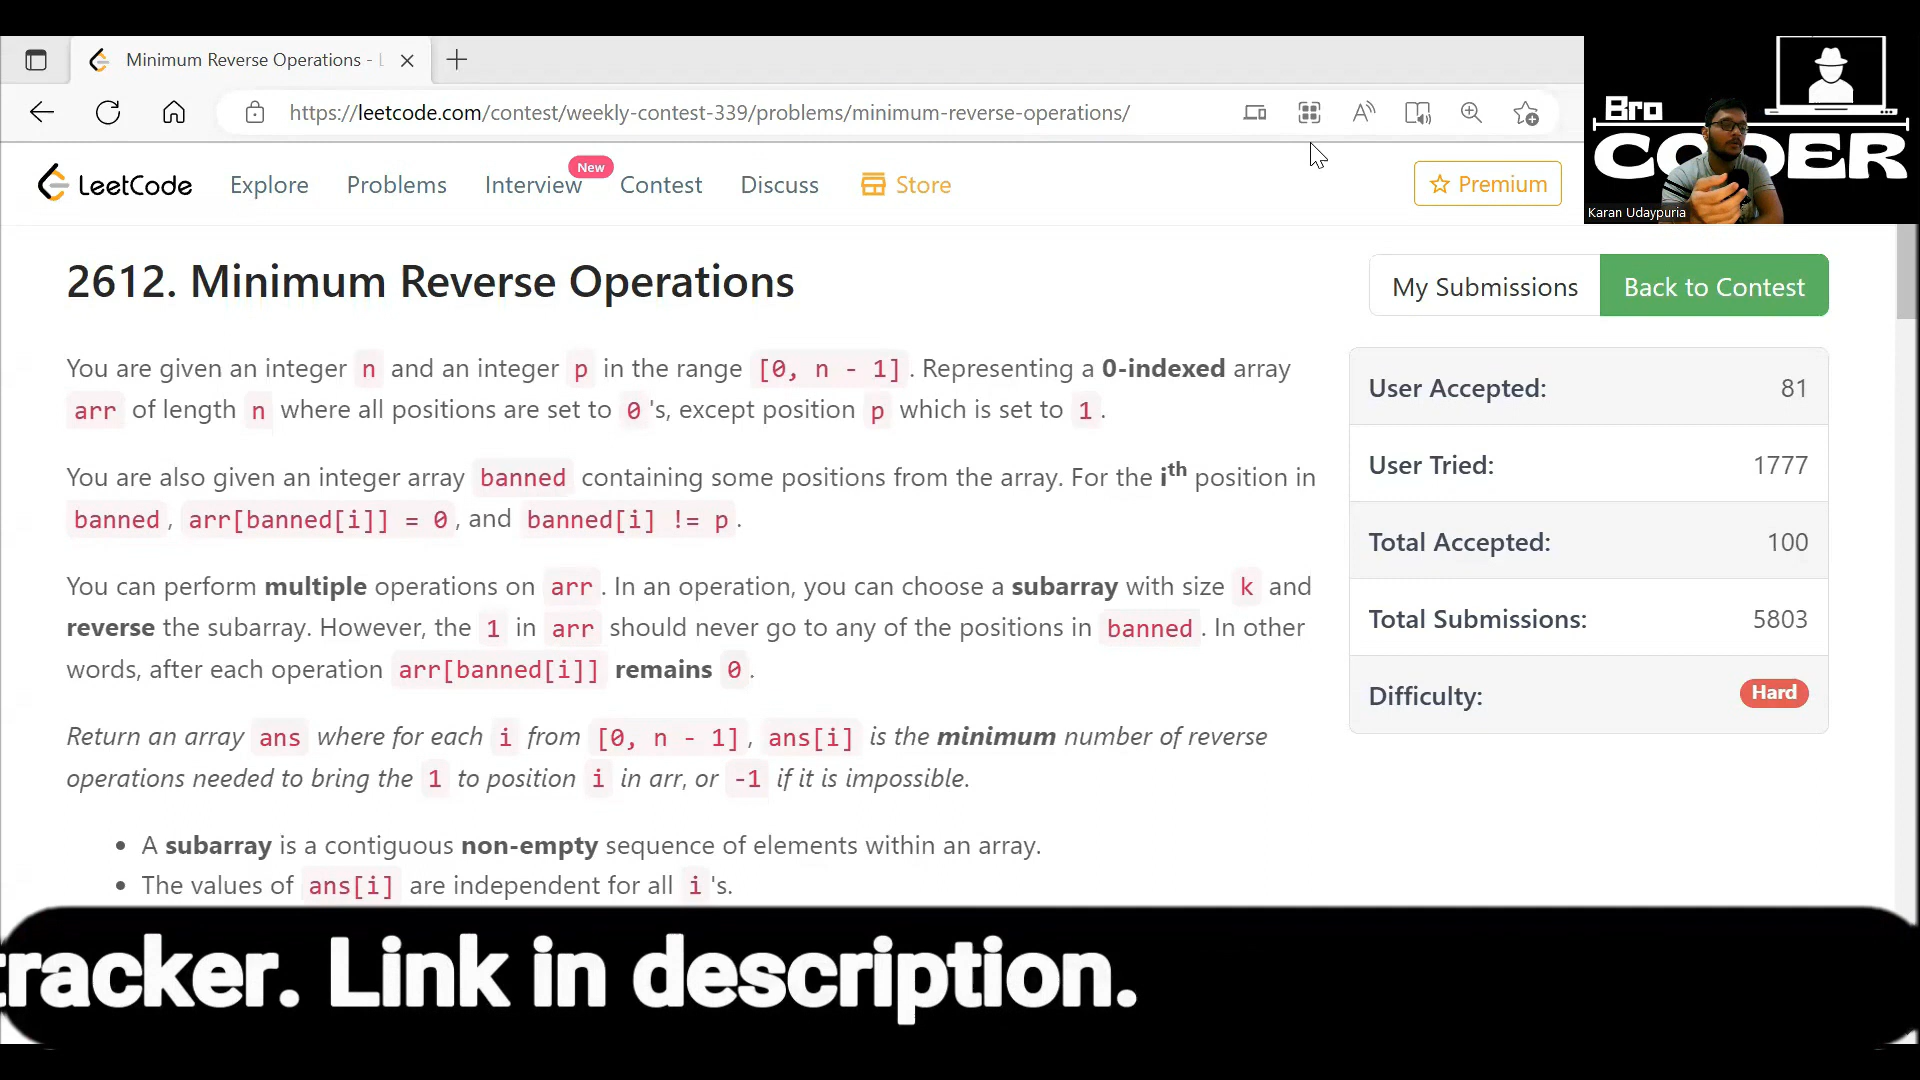 Minimum Reverse Operations - L
https://leetcode.com/contest/weekly-contest-339/problems/minimum-reverse-operations/
Bro
CODER
Karan Udaypuria
LeetCode Explore Problems Interview New Contest Discuss Store Premium
2612. Minimum Reverse Operations
My Submissions Back to Contest
You are given an integer n and an integer p in the range [0, n - 1]. Representing a 0-indexed array
arr of length n where all positions are set to 0's, except position p which is set to 1.
You are also given an integer array banned containing some positions from the array. For the ith position in
banned, arr[banned[i]] = 0, and banned[i] != p.
You can perform multiple operations on arr. In an operation, you can choose a subarray with size k and
reverse the subarray. However, the 1 in arr should never go to any of the positions in banned. In other
words, after each operation arr[banned[i]] remains 0.
Return an array ans where for each i from [0, n - 1], ans[i] is the minimum number of reverse
operations needed to bring the 1 to position i in arr, or -1 if it is impossible.
• A subarray is a contiguous non-empty sequence of elements within an array.
• The values of ans[i] are independent for all i's.
User Accepted: 81
User Tried: 1777
Total Accepted: 100
Total Submissions: 5803
Difficulty: Hard
tracker. Link in description.